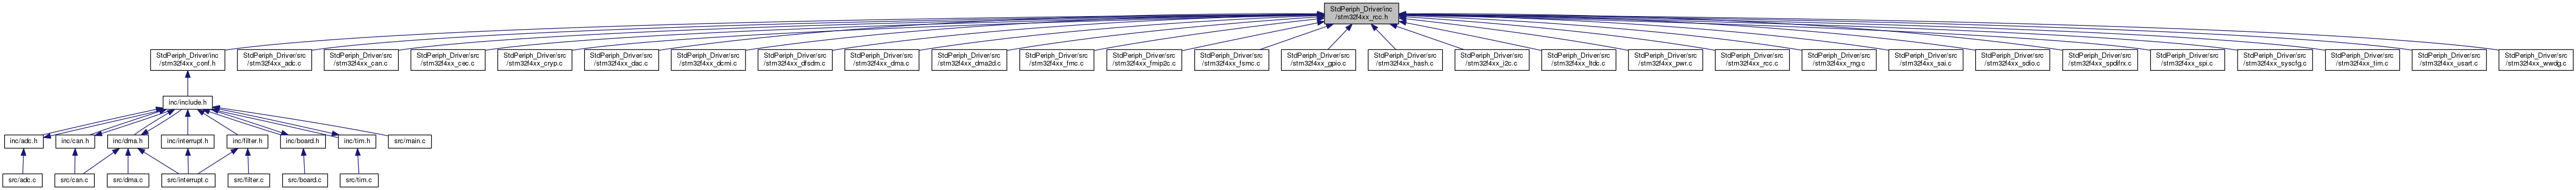 StdPeriph_Driver/inc
/stm32f4xx_rcc.h
StdPeriph_Driver/inc
/stm32f4xx_conf.h
StdPeriph_Driver/src
/stm32f4xx_adc.c
StdPeriph_Driver/src
/stm32f4xx_can.c
StdPeriph_Driver/src
/stm32f4xx_cec.c
StdPeriph_Driver/src
/stm32f4xx_cryp.c
StdPeriph_Driver/src
/stm32f4xx_dac.c
StdPeriph_Driver/src
/stm32f4xx_dcmi.c
StdPeriph_Driver/src
/stm32f4xx_dfsdm.c
StdPeriph_Driver/src
/stm32f4xx_dma.c
StdPeriph_Driver/src
/stm32f4xx_dma2d.c
StdPeriph_Driver/src
/stm32f4xx_fmc.c
StdPeriph_Driver/src
/stm32f4xx_fmpi2c.c
StdPeriph_Driver/src
/stm32f4xx_fsmc.c
StdPeriph_Driver/src
/stm32f4xx_gpio.c
StdPeriph_Driver/src
/stm32f4xx_hash.c
StdPeriph_Driver/src
/stm32f4xx_i2c.c
StdPeriph_Driver/src
/stm32f4xx_ltdc.c
StdPeriph_Driver/src
/stm32f4xx_pwr.c
StdPeriph_Driver/src
/stm32f4xx_rcc.c
StdPeriph_Driver/src
/stm32f4xx_rng.c
StdPeriph_Driver/src
/stm32f4xx_sai.c
StdPeriph_Driver/src
/stm32f4xx_sdio.c
StdPeriph_Driver/src
/stm32f4xx_spdifrx.c
StdPeriph_Driver/src
/stm32f4xx_spi.c
StdPeriph_Driver/src
/stm32f4xx_syscfg.c
StdPeriph_Driver/src
/stm32f4xx_tim.c
StdPeriph_Driver/src
/stm32f4xx_usart.c
StdPeriph_Driver/src
/stm32f4xx_wwdg.c
inc/include.h
inc/adc.h
inc/can.h
inc/dma.h
inc/interrupt.h
inc/filter.h
inc/board.h
inc/tim.h
src/main.c
src/adc.c
src/can.c
src/dma.c
src/interrupt.c
src/filter.c
src/board.c
src/tim.c